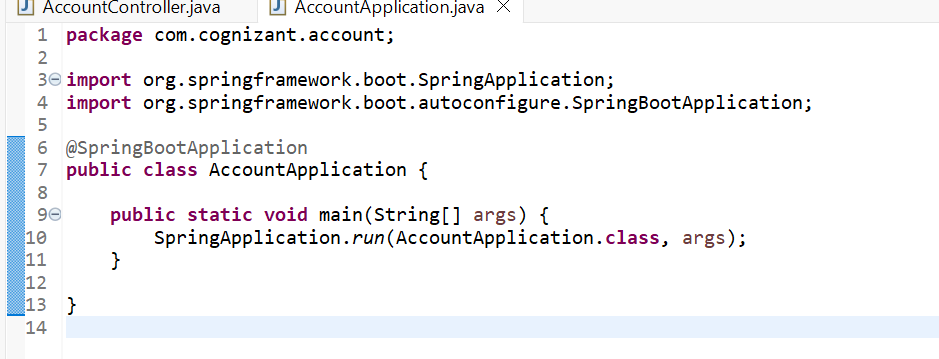 AccountController.java AccountApplication.java
1 package com.cognizant.account;
2
3 import org.springframework.boot.SpringApplication;
4 import org.springframework.boot.autoconfigure.SpringBootApplication;
5
6 @SpringBootApplication
7 public class AccountApplication {
8
9 public static void main(String[] args) {
10 SpringApplication.run(AccountApplication.class, args);
11 }
12
13 }
14